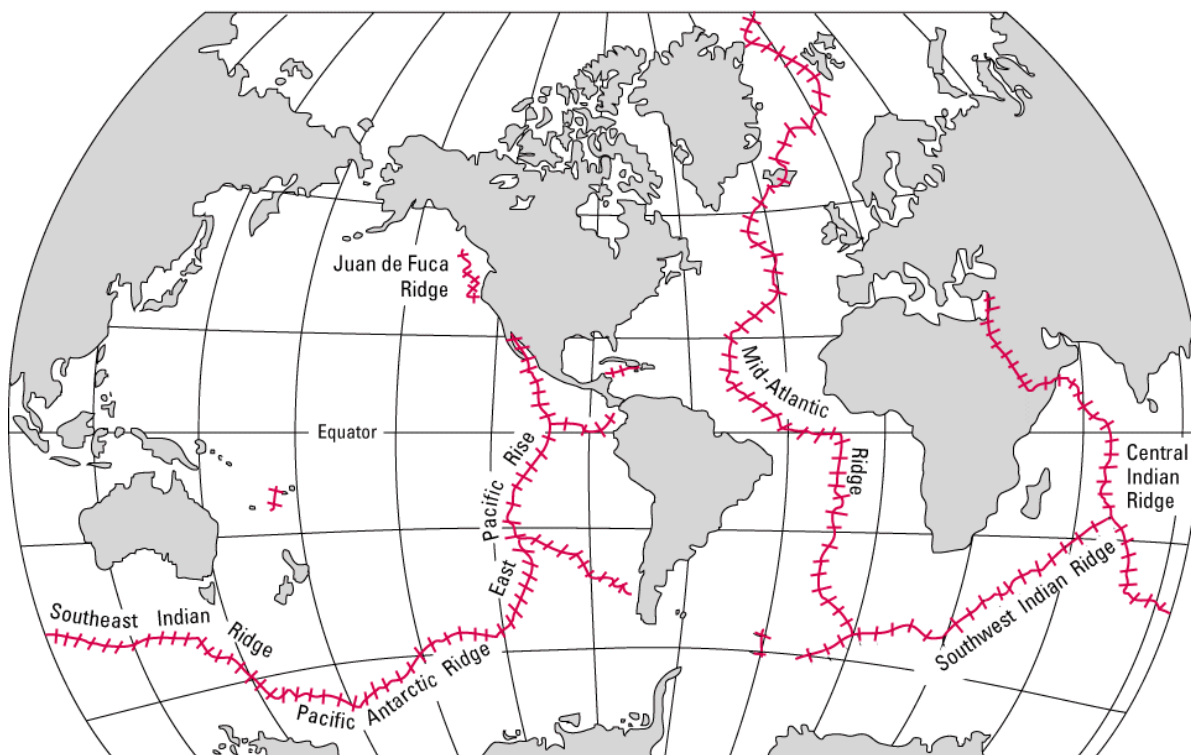 Juan de Fuca
Ridge
Mid-Atlantic
Ridge
Equator
East Pacific Rise
Central
Indian
Ridge
Southeast Indian Ridge
Pacific Antarctic Ridge
Southwest Indian Ridge